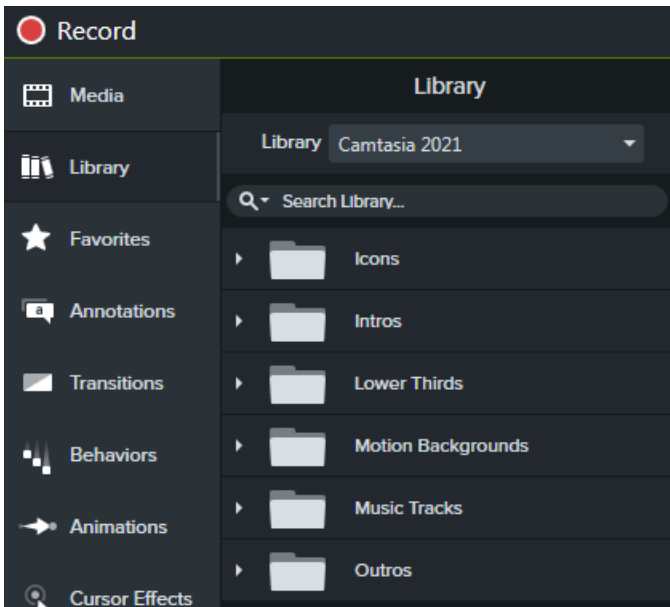 Record
Media
Library
Favorites
Annotations
Transitions
Behaviors
Animations
Cursor Effects
Library
Library Camtasia 2021
Search Library...
Icons
Intros
Lower Thirds
Motion Backgrounds
Music Tracks
Outros